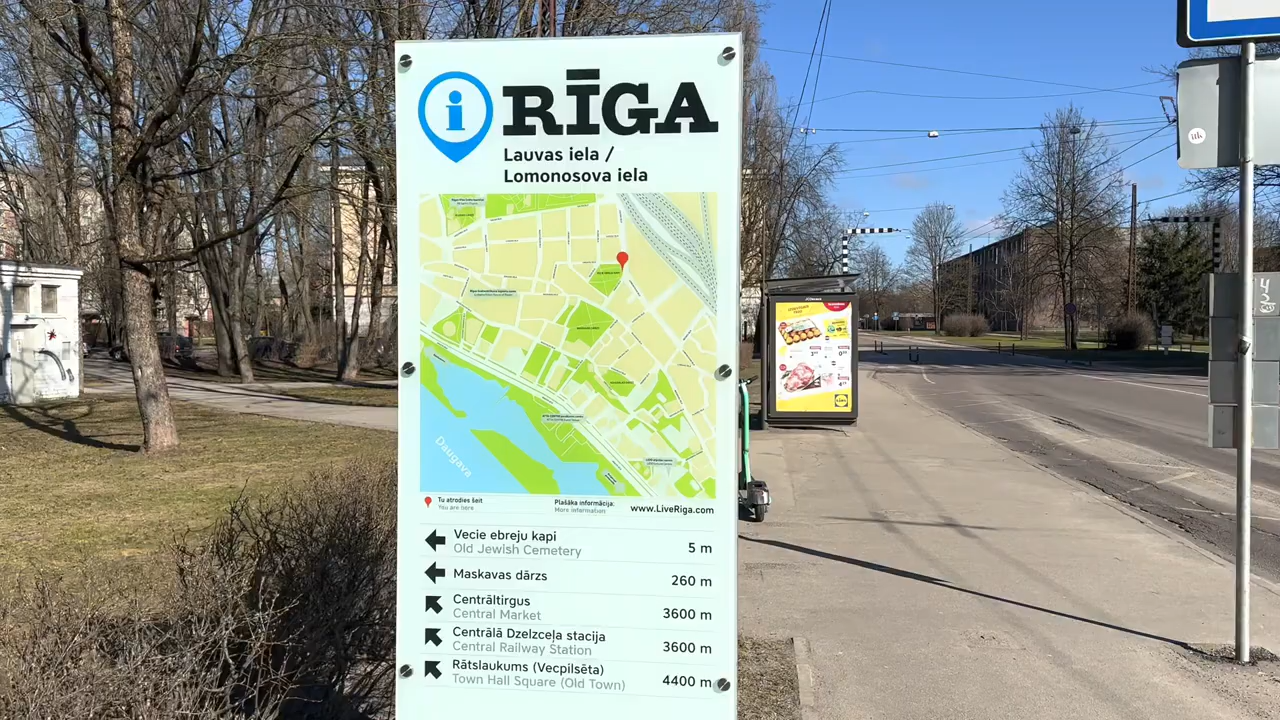 i RĪGA
Lauvas iela /
Lomonosova iela
Daugava
Tu atrodies šeit
You are here
Plašāka informācija:
More information
www.LiveRiga.com
Vecie ebreju kapi
Old Jewish Cemetery
5 m
Maskavas dārzs
260 m
Centrāltirgus
Central Market
3600 m
Centrālā Dzelzceļa stacija
Central Railway Station
3600 m
Rātslaukums (Vecpilsēta)
Town Hall Square (Old Town)
4400 m